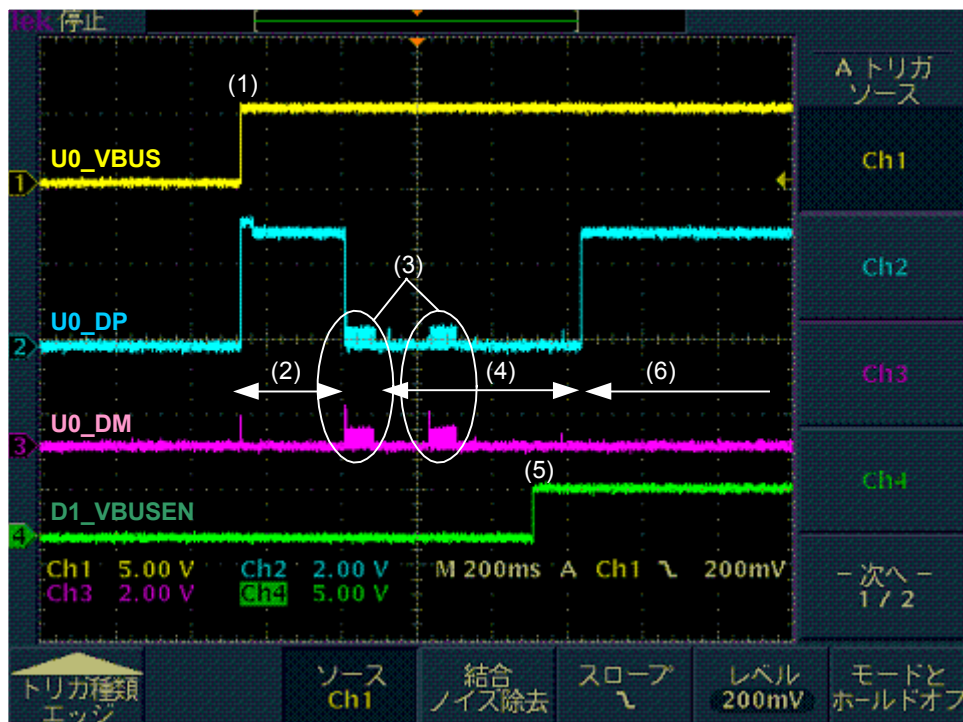 Tek 停止
(1)
U0_VBUS
1
(3)
U0_DP
2
(2)
(4)
(6)
U0_DM
3
(5)
D1_VBUSEN
4
Ch1 5.00 V Ch2 2.00 V M 200ms A Ch1 200mV
Ch3 2.00 V Ch4 5.00 V
A トリガ
ソース
Ch1
Ch2
Ch3
Ch4
- 次へ -
1 / 2
トリガ種類
エッジ
ソース
Ch1
結合
ノイズ除去
スロープ
レベル
200mV
モードと
ホールドオフ